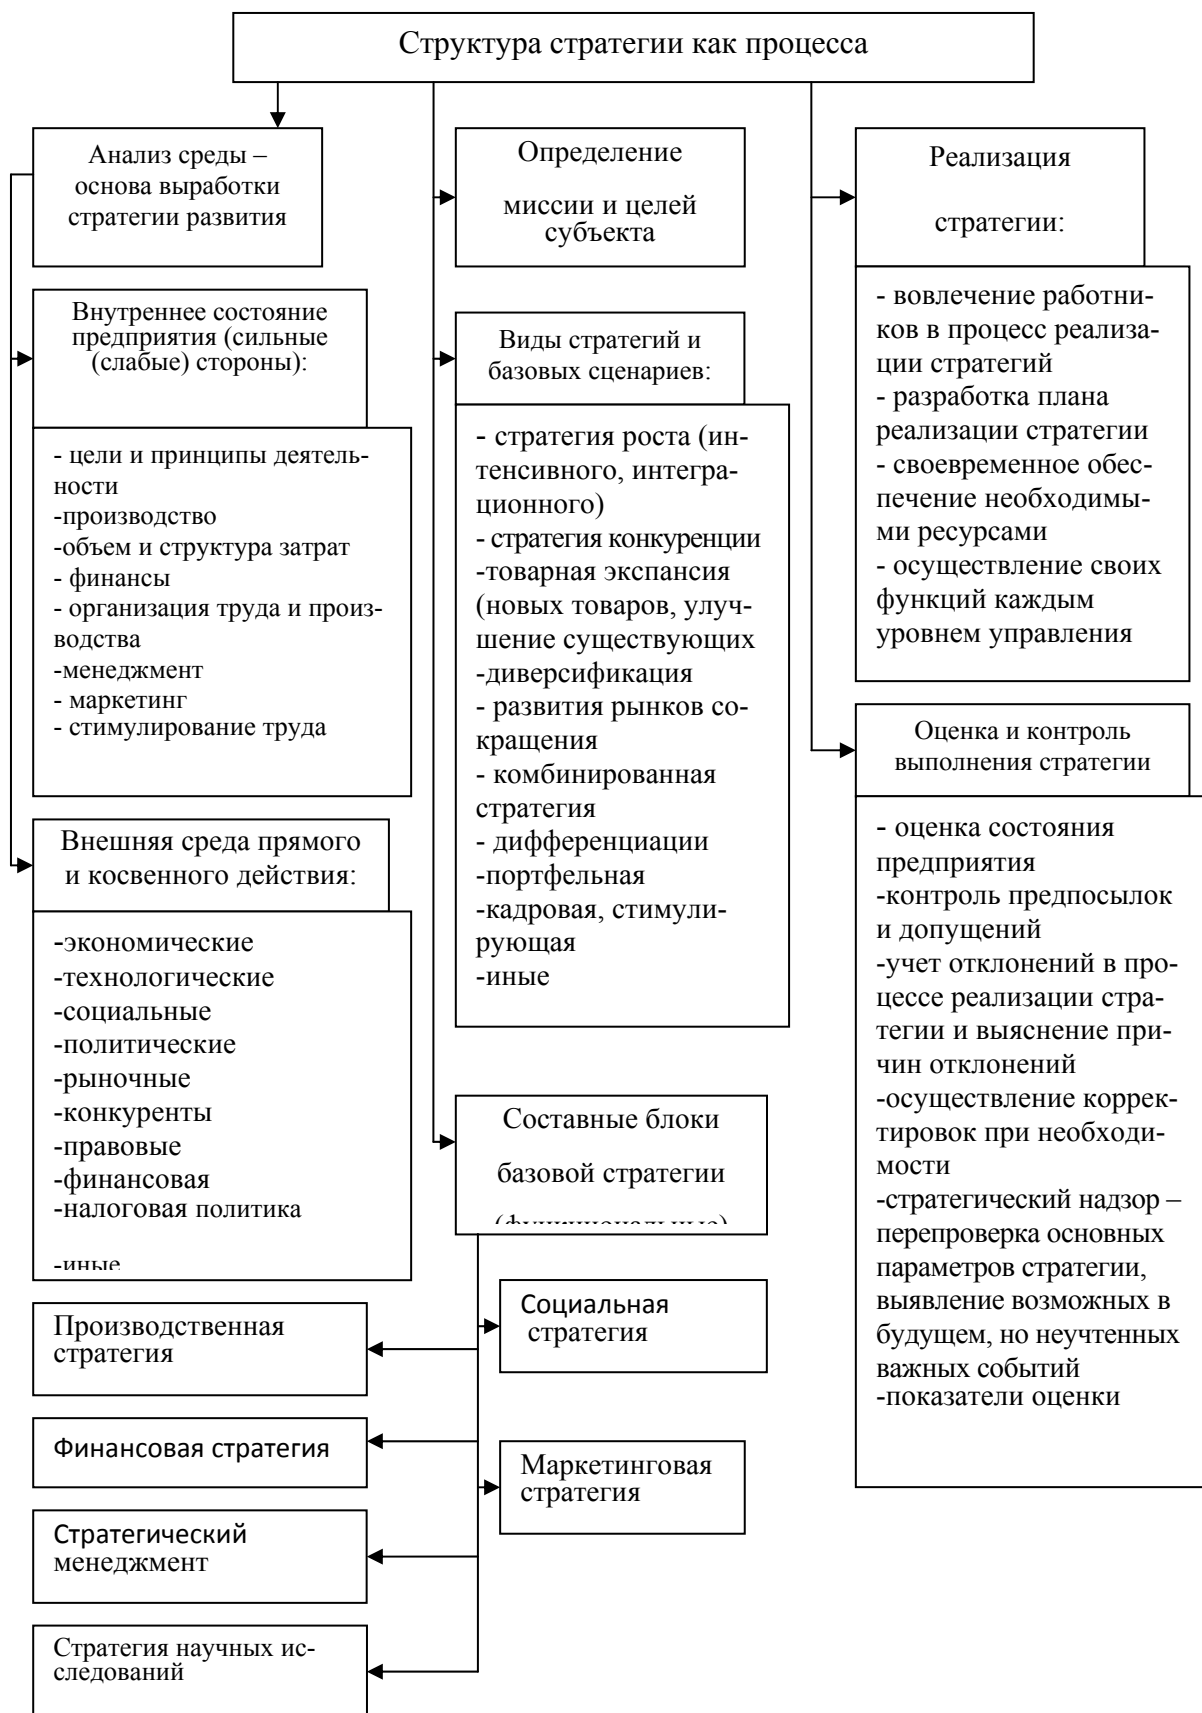 Структура стратегии как процесса
Анализ среды –
основа выработки
стратегии развития
Внутреннее состояние
предприятия (сильные
(слабые) стороны):
- цели и принципы деятель-
ности
-производство
-объем и структура затрат
- финансы
- организация труда и произ-
водства
-менеджмент
- маркетинг
- стимулирование труда
Внешняя среда прямого
и косвенного действия:
-экономические
-технологические
-социальные
-политические
-рыночные
-конкуренты
-правовые
-финансовая
-налоговая политика
-иные
Определение
миссии и целей
субъекта
Виды стратегий и
базовых сценариев:
- стратегия роста (ин-
тенсивного, интегра-
ционного)
- стратегия конкуренции
-товарная экспансия
(новых товаров, улуч-
шение существующих
-диверсификация
- развития рынков со-
кращения
- комбинированная
стратегия
- дифференциации
-портфельная
-кадровая, стимули-
рующая
-иные
Составные блоки
базовой стратегии
(функциональные)
Производственная
стратегия
Социальная
стратегия
Финансовая стратегия
Маркетинговая
стратегия
Стратегический
менеджмент
Стратегия научных ис-
следований
Реализация
стратегии:
- вовлечение работни-
ков в процесс реализа-
ции стратегий
- разработка плана
реализации стратегии
- своевременное обес-
печение необходимы-
ми ресурсами
- осуществление своих
функций каждым
уровнем управления
Оценка и контроль
выполнения стратегии
- оценка состояния
предприятия
-контроль предпосылок
и допущений
-учет отклонений в про-
цессе реализации стра-
тегии и выяснение при-
чин отклонений
-осуществление коррек-
тировок при необходи-
мости
-стратегический надзор –
перепроверка основных
параметров стратегии,
выявление возможных в
будущем, но неучтенных
важных событий
-показатели оценки